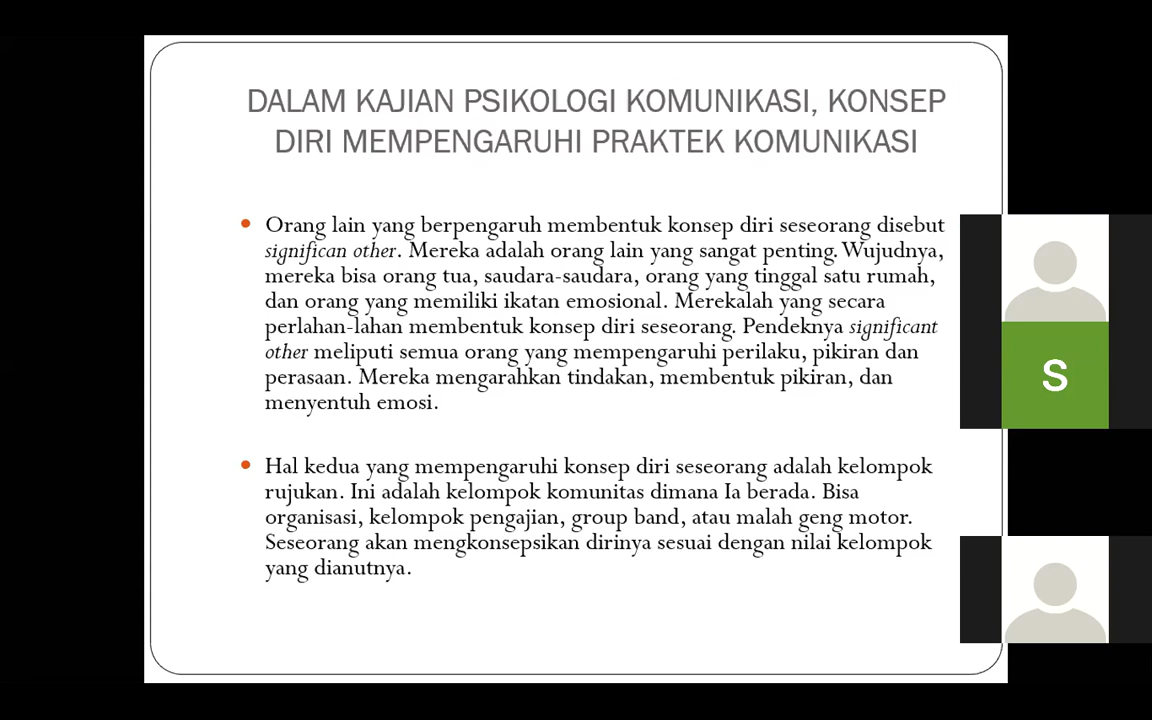 DALAM KAJIAN PSIKOLOGI KOMUNIKASI, KONSEP
DIRI MEMPENGARUHI PRAKTEK KOMUNIKASI
• Orang lain yang berpengaruh membentuk konsep diri seseorang disebut
significan other. Mereka adalah orang lain yang sangat penting. Wujudnya,
mereka bisa orang tua, saudara-saudara, orang yang tinggal satu rumah,
dan orang yang memiliki ikatan emosional. Merekalah yang secara
perlahan-lahan membentuk konsep diri seseorang. Pendeknya significant
other meliputi semua orang yang mempengaruhi perilaku, pikiran dan
perasaan. Mereka mengarahkan tindakan, membentuk pikiran, dan
menyentuh emosi.
• Hal kedua yang mempengaruhi konsep diri seseorang adalah kelompok
rujukan. Ini adalah kelompok komunitas dimana Ia berada. Bisa
organisasi, kelompok pengajian, group band, atau malah geng motor.
Seseorang akan mengkonsepsikan dirinya sesuai dengan nilai kelompok
yang dianutnya.
S